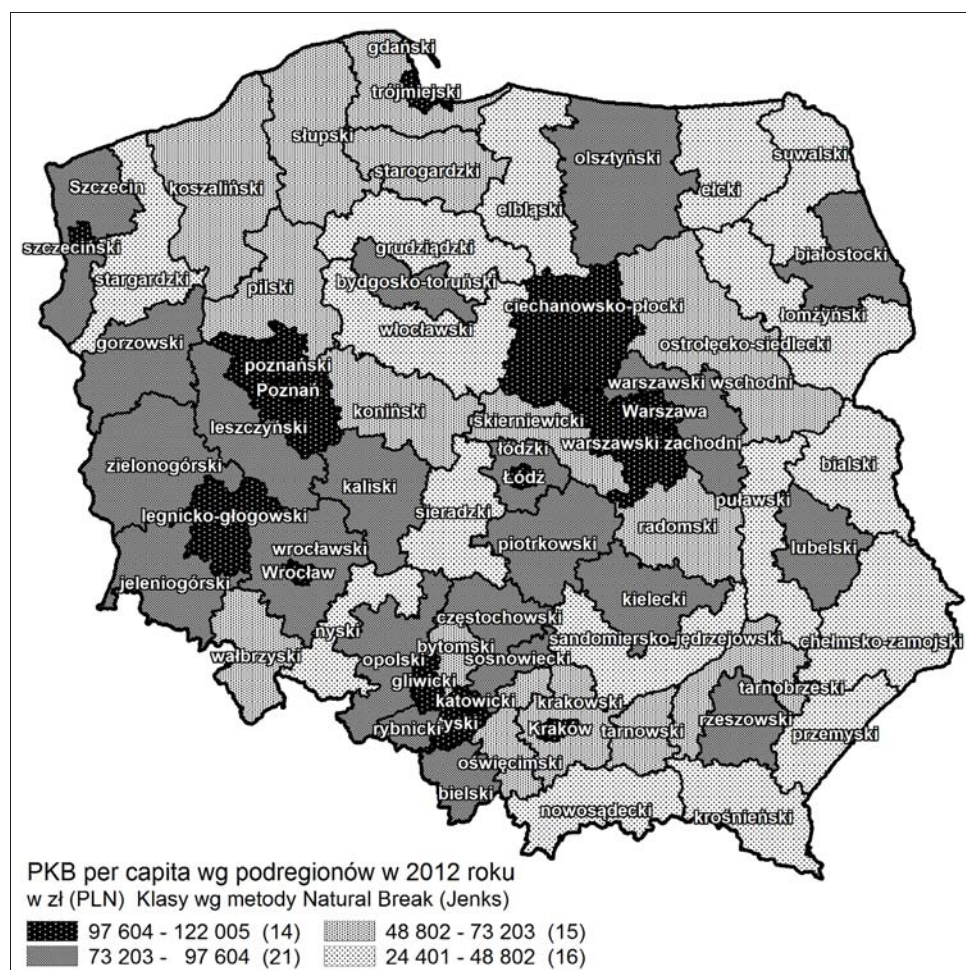 gdański
trójmiejski
słupski
olsztyński
suwalski
starogardzki
Szczecin
koszaliński
ełcki
elbląski
szczeciński
grudziądzki
białostocki
stargardzki
bydgosko-toruński
pilski
ciechanowsko-płocki
łomżyński
włocławski
gorzowski
ostrołęcko-siedlecki
poznański
warszawski wschodni
Poznań
Warszawa
koniński
leszczyński
skierniewicki
warszawski zachodni
łódzki
zielonogórski
bialski
Łódź
kaliski
puławski
sieradzki
legnicko-głogowski
radomski
piotrkowski
wrocławski
lubelski
Wrocław
jeleniogórski
kielecki
częstochowski
nyski
sandomiersko-jędrzejowski
chełmsko-zamojski
bytomski
wałbrzyski
opolski
sosnowiecki
gliwicki
tarnobrzeski
katowicki
krakowski
rzeszowski
rybnicki
tyski
Kraków
tarnowski
przemyski
oświęcimski
bielski
nowosądecki
krośnieński
PKB per capita wg podregionów w 2012 roku
w zł (PLN) Klasy wg metody Natural Break (Jenks)
97 604 - 122 005 (14) 48 802 - 73 203 (15)
73 203 - 97 604 (21) 24 401 - 48 802 (16)